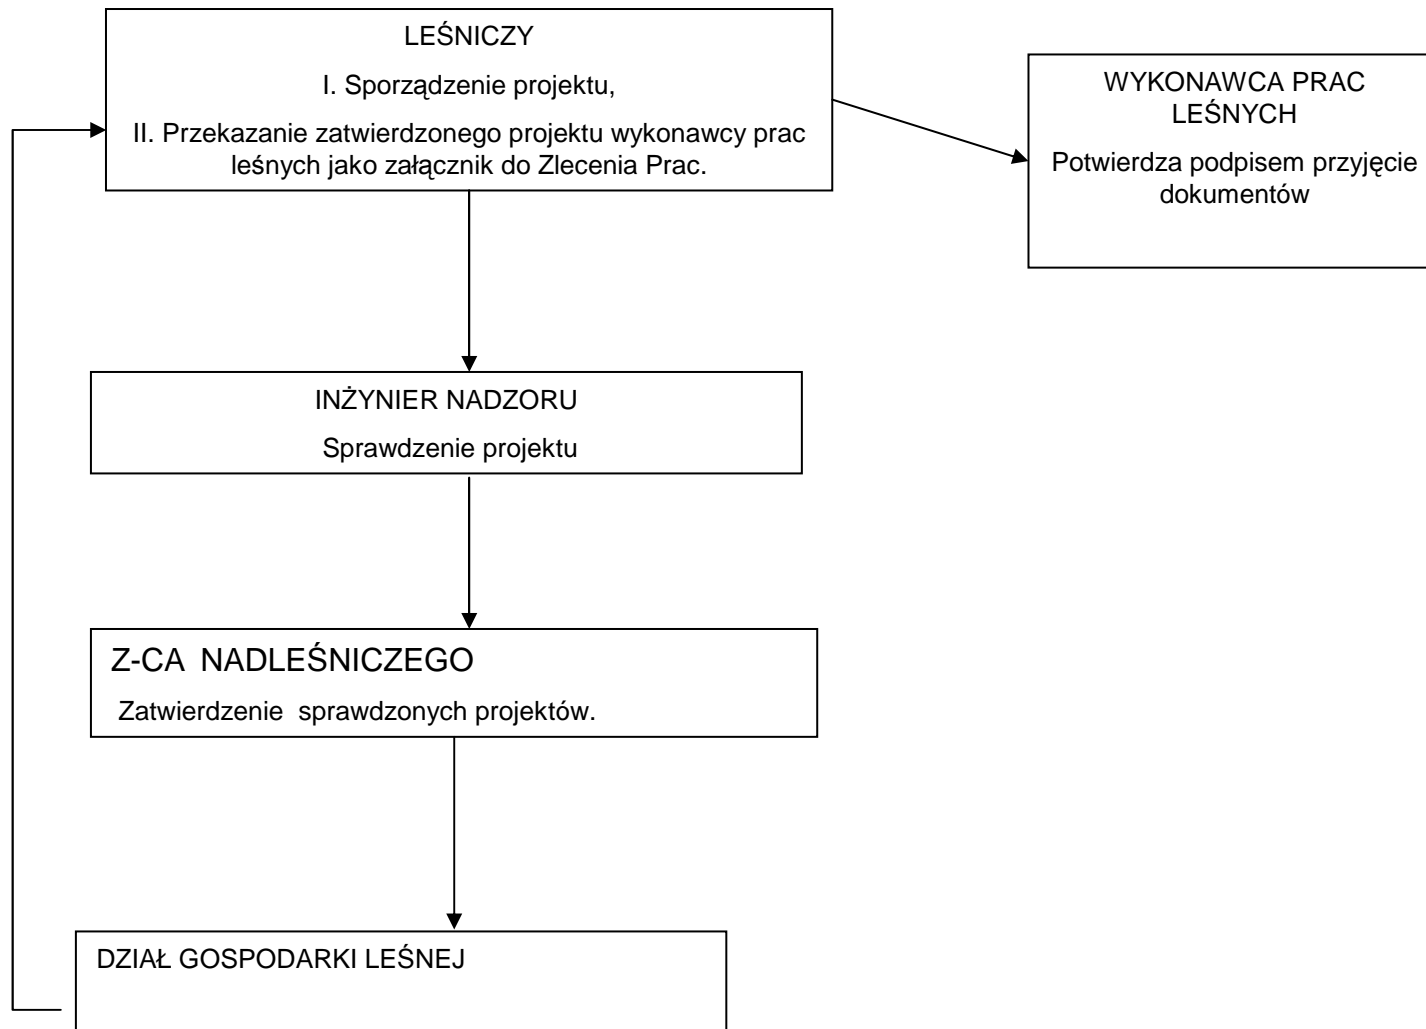 LEŚNICZY
I. Sporządzenie projektu,
II. Przekazanie zatwierdzonego projektu wykonawcy prac
leśnych jako załącznik do Zlecenia Prac.
WYKONAWCA PRAC
LEŚNYCH
Potwierdza podpisem przyjęcie
dokumentów
INŻYNIER NADZORU
Sprawdzenie projektu
Z-CA NADLEŚNICZEGO
Zatwierdzenie sprawdzonych projektów.
DZIAŁ GOSPODARKI LEŚNEJ